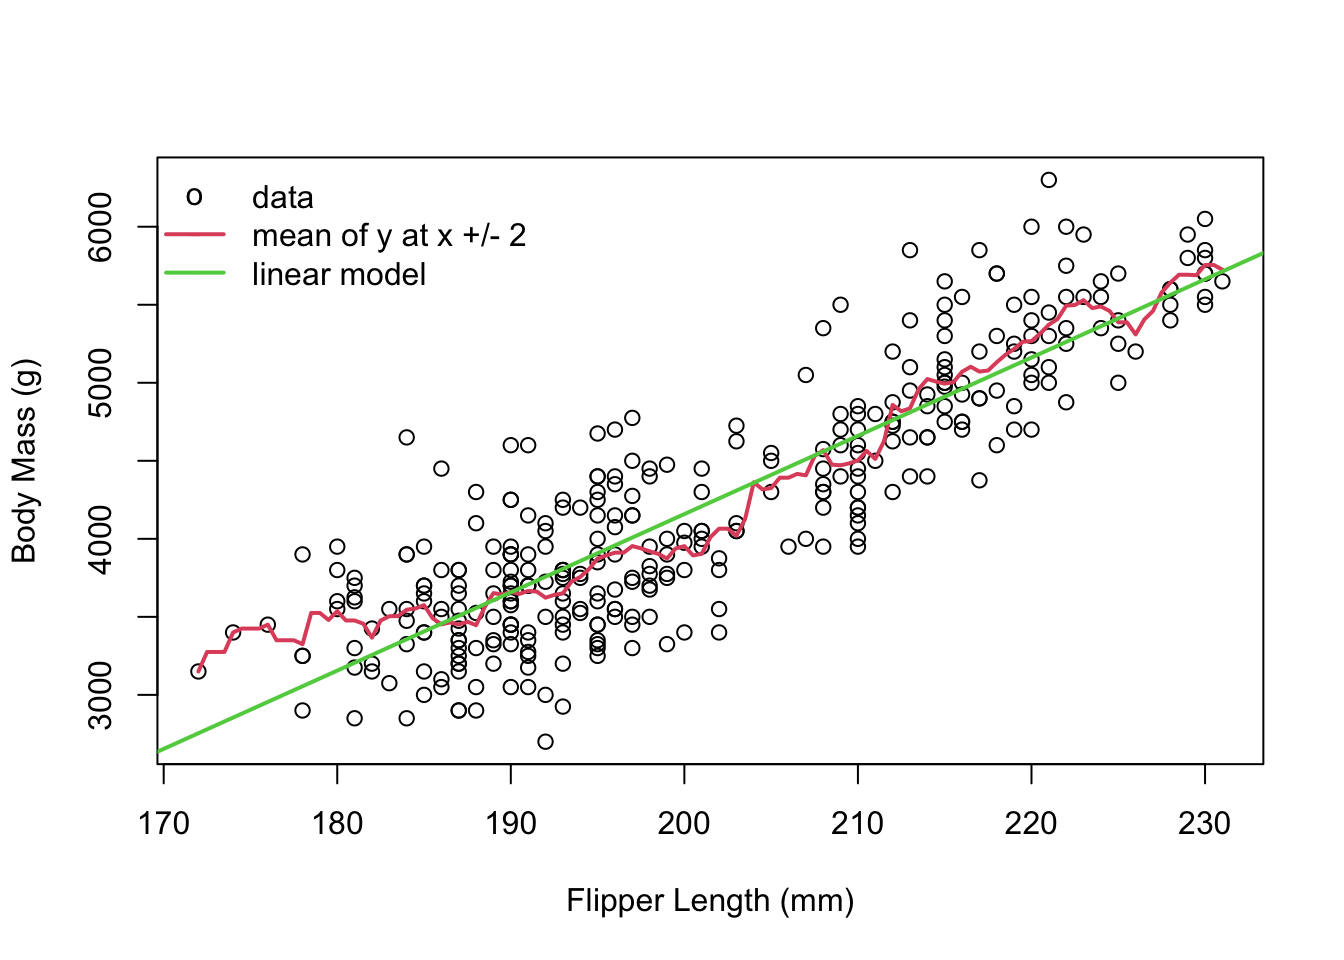 data
mean of y at x +/- 2
linear model
6000
5000
4000
3000
Body Mass (g)
170 180 190 200 210 220 230
Flipper Length (mm)